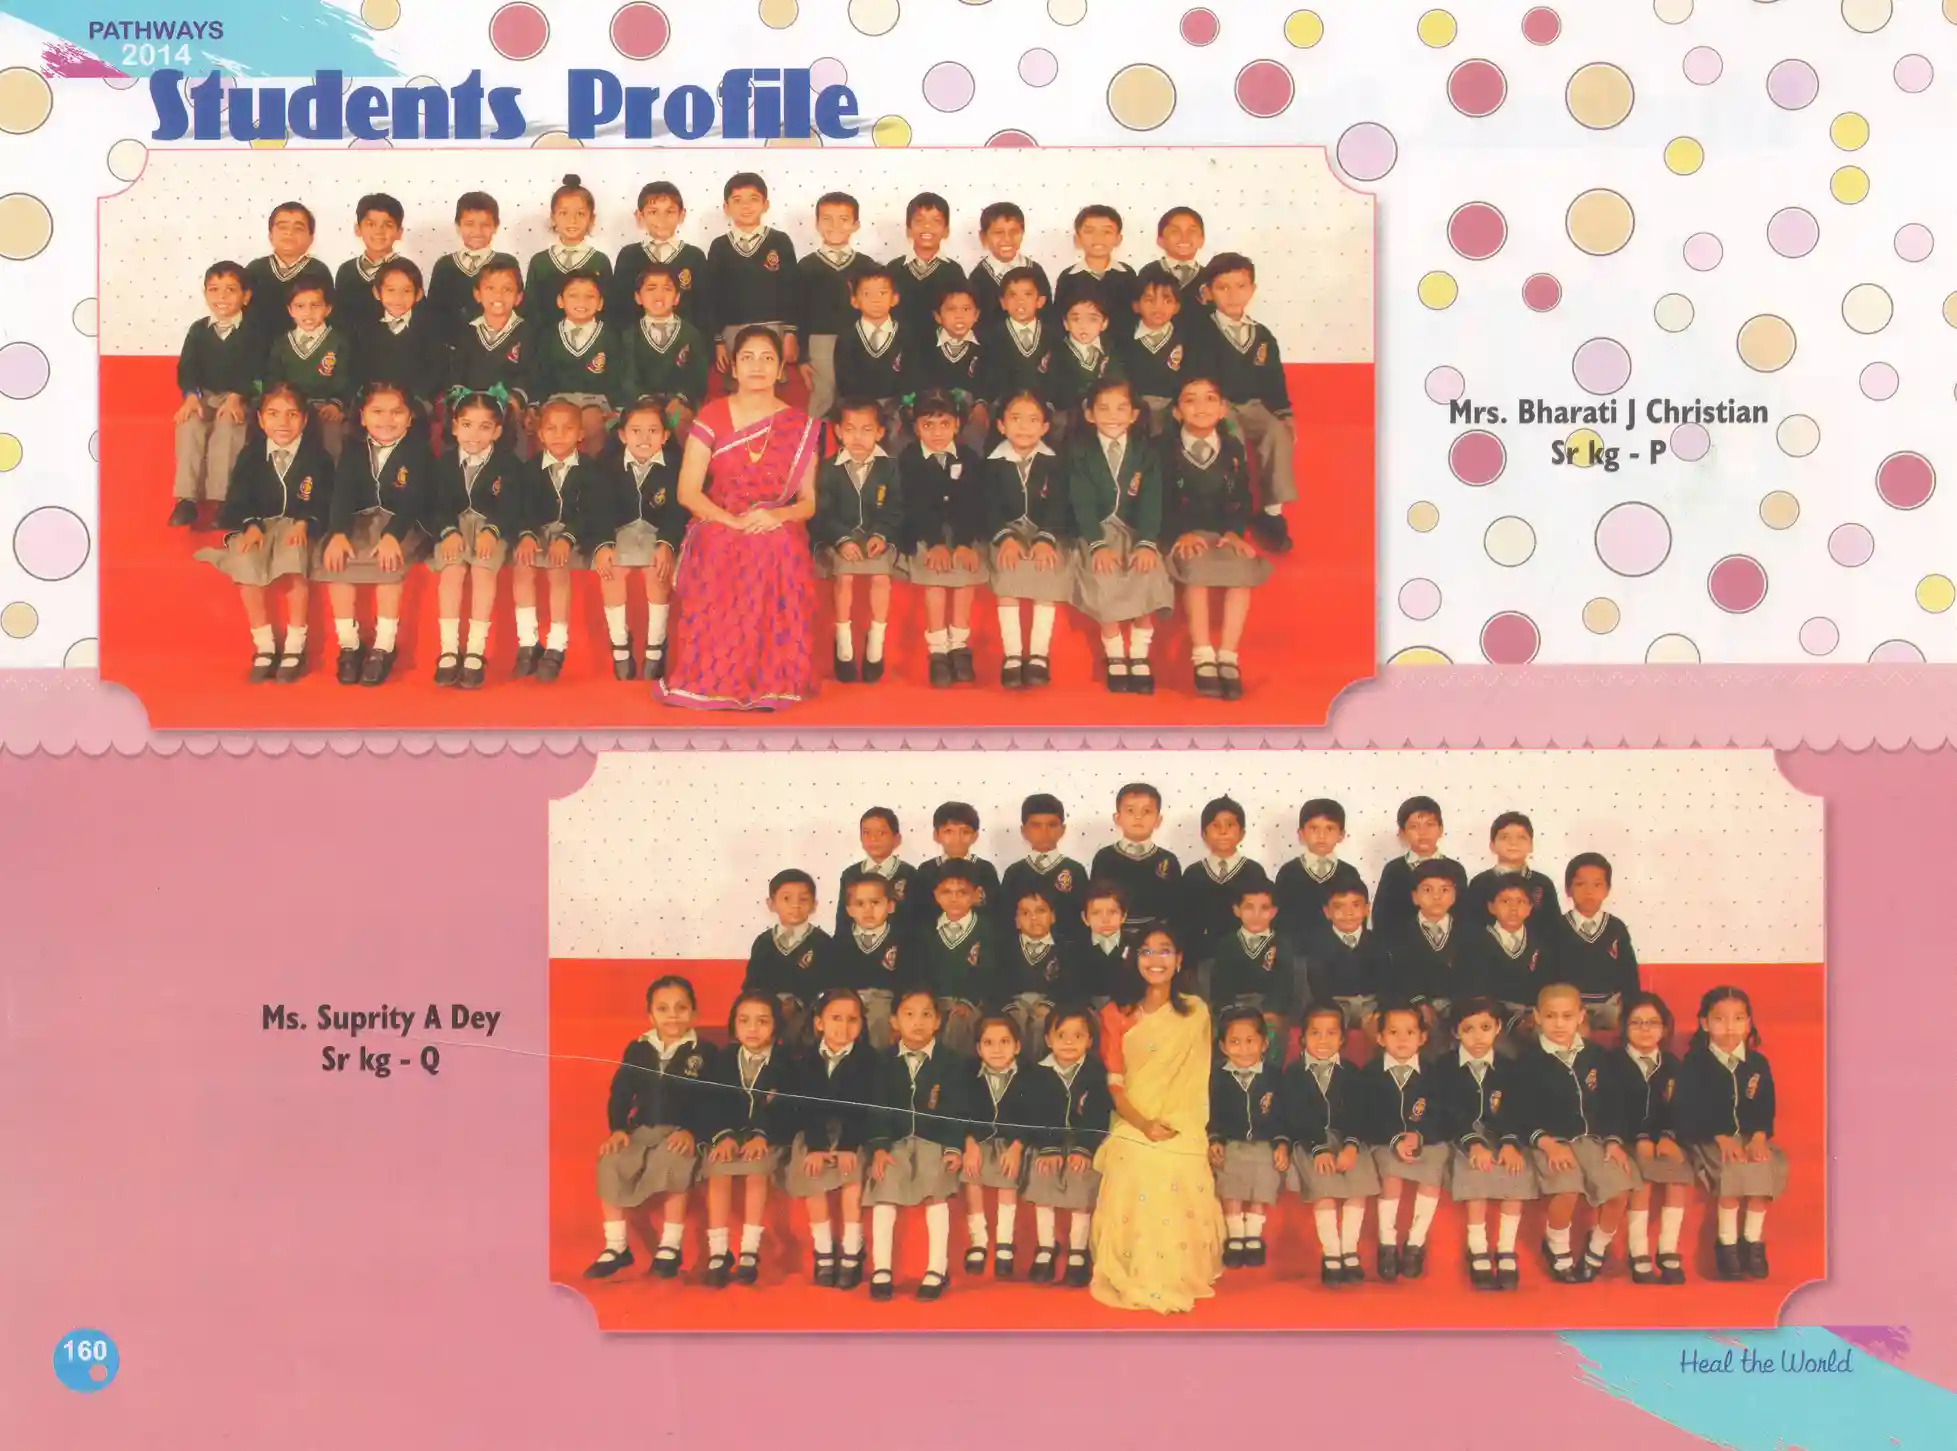 PATHWAYS
2014
Students Profile
Mrs. Bharati J Christian
Sr kg - P
Ms. Suprity A Dey
Sr kg - Q
160
Heal the World